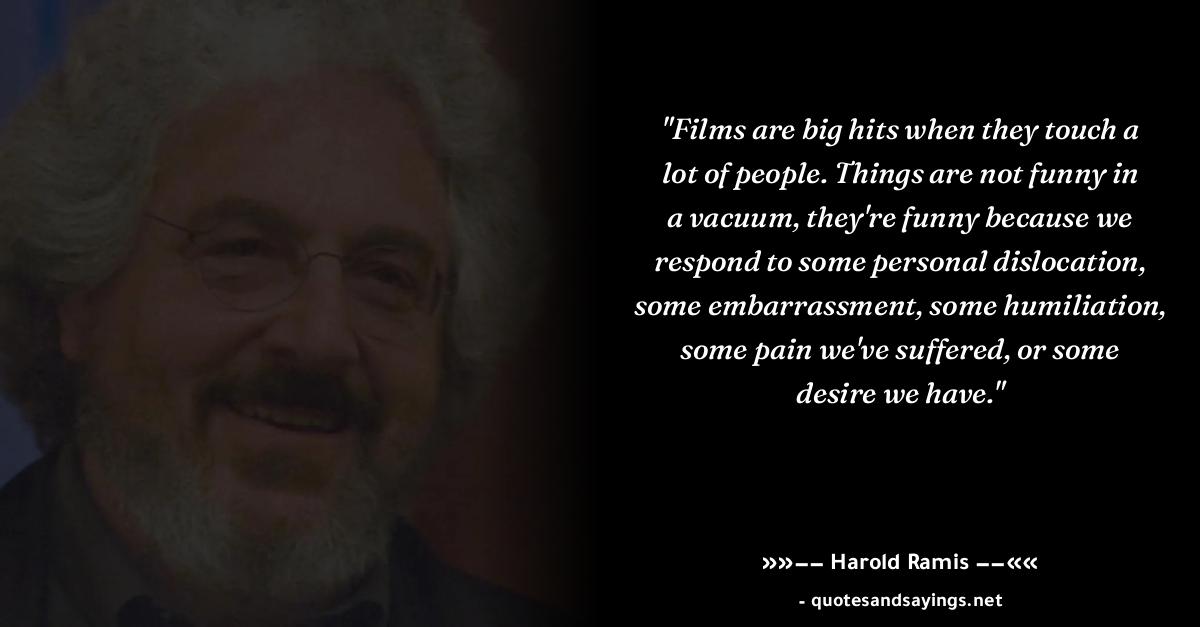 "Films are big hits when they touch a
lot of people. Things are not funny in
a vacuum, they're funny because we
respond to some personal dislocation,
some embarrassment, some humiliation,
some pain we've suffered, or some
desire we have."
»»−− Harold Ramis −−««
- quotesandsayings.net